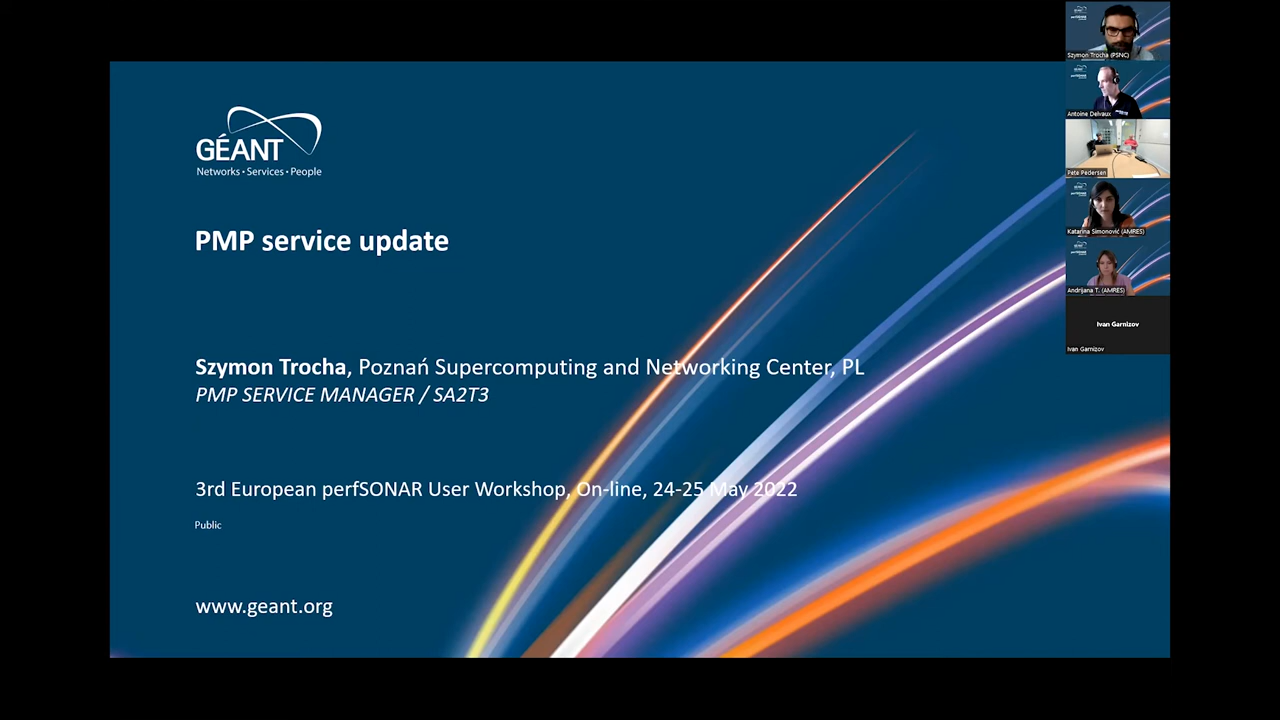 GÉANT
Networks • Services • People
PMP service update
Szymon Trocha, Poznań Supercomputing and Networking Center, PL
PMP SERVICE MANAGER / SA2T3
3rd European perfSONAR User Workshop, On-line, 24-25 May 2022
Public
www.geant.org
Szymon Trocha (PSNC)
Antoine Delvaux
Pete Pedersen
Katarina Simonović (AMRES)
Andrijana T. (AMRES)
Ivan Garnizov
Ivan Garnizov